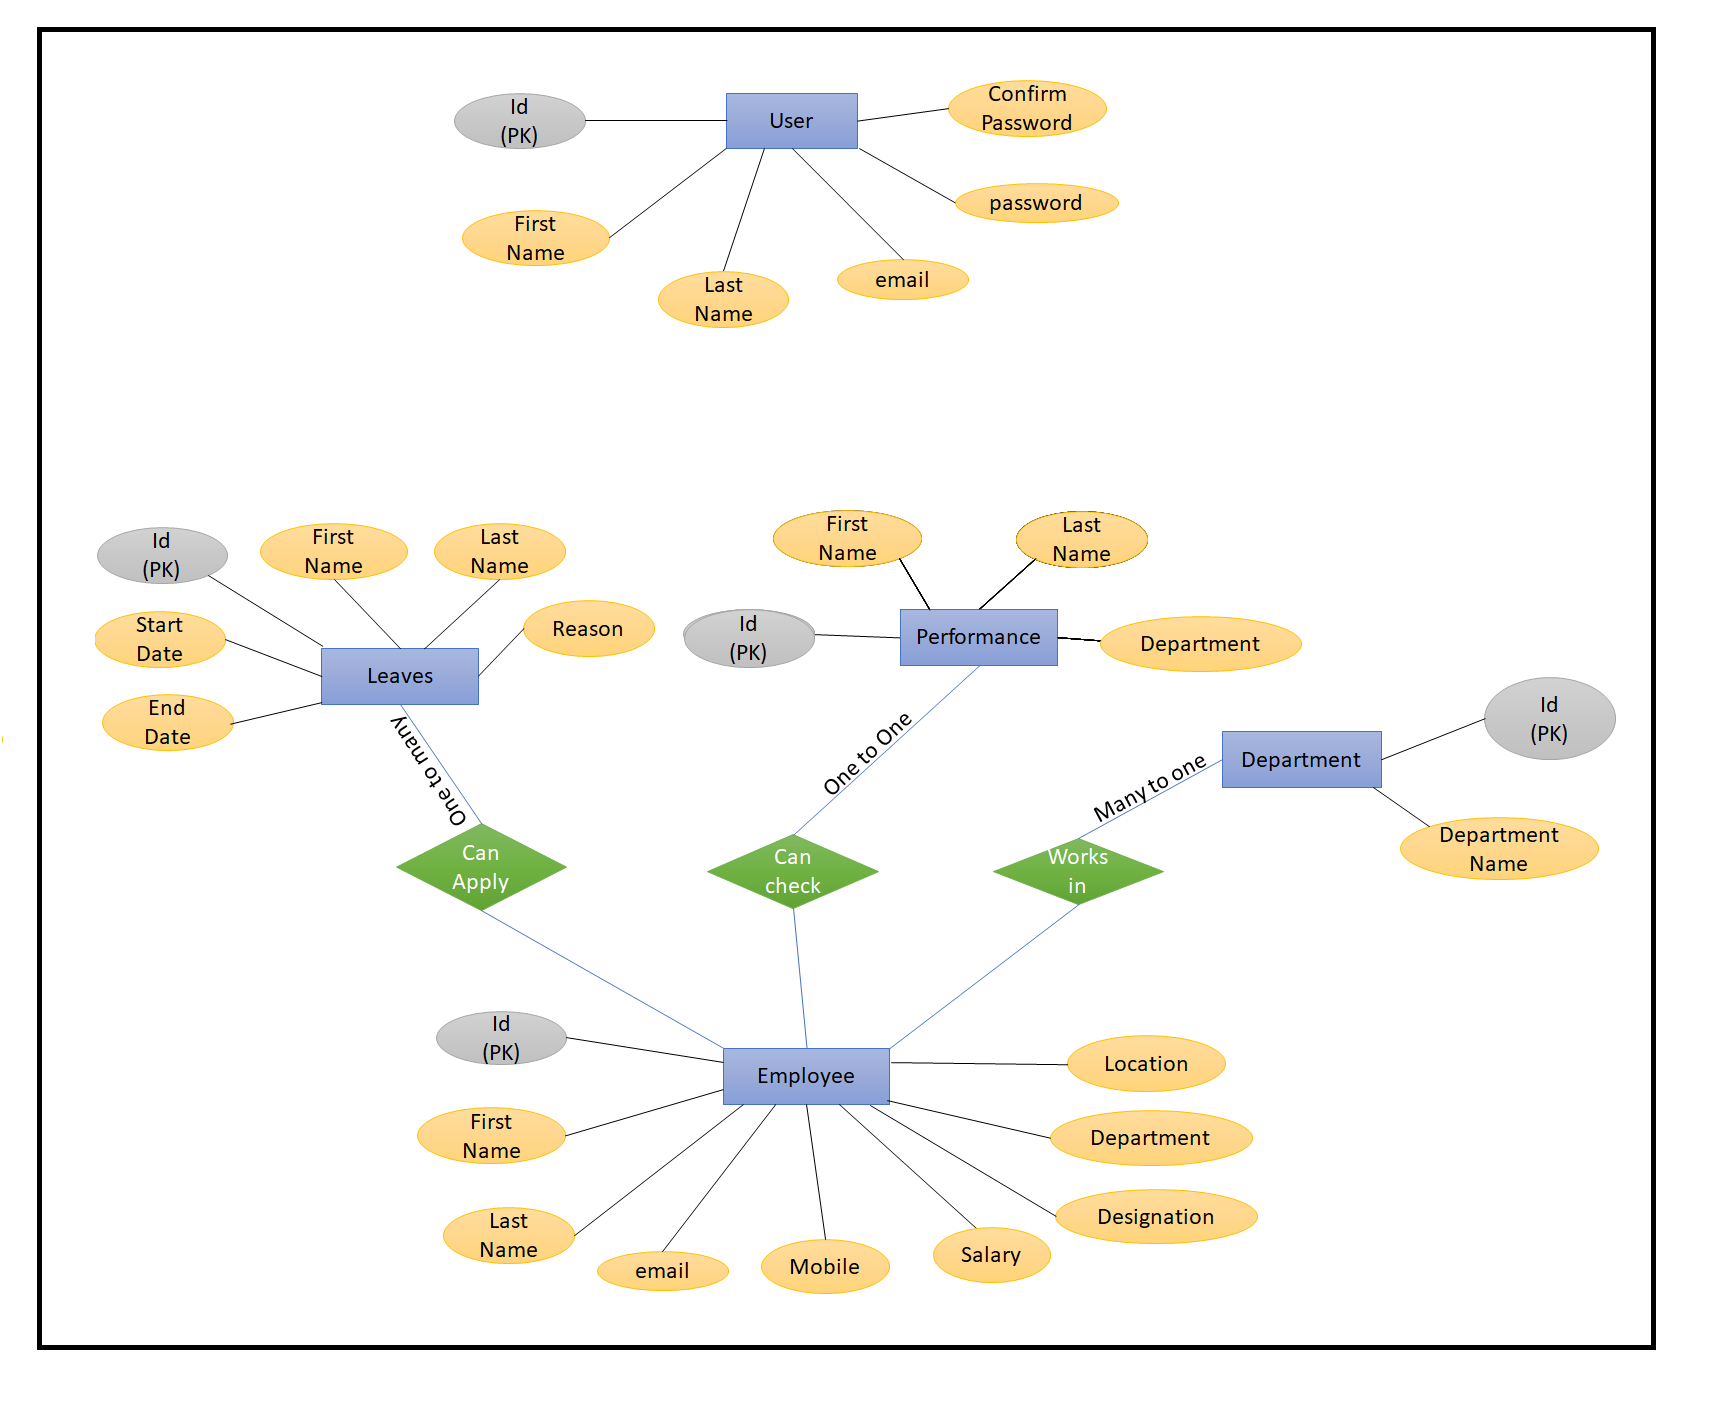 Id
(PK)
User
Confirm
Password
First
Name
Last
Name
email
password
Id
(PK)
First
Name
Last
Name
Start
Date
Reason
Leaves
End
Date
First
Name
Last
Name
Id
(PK)
Performance
Department
Id
(PK)
Department
Department
Name
One to many
One to One
Many to one
Can
Apply
Can
check
Works
in
Id
(PK)
Employee
Location
First
Name
Department
Last
Name
Designation
email
Mobile
Salary